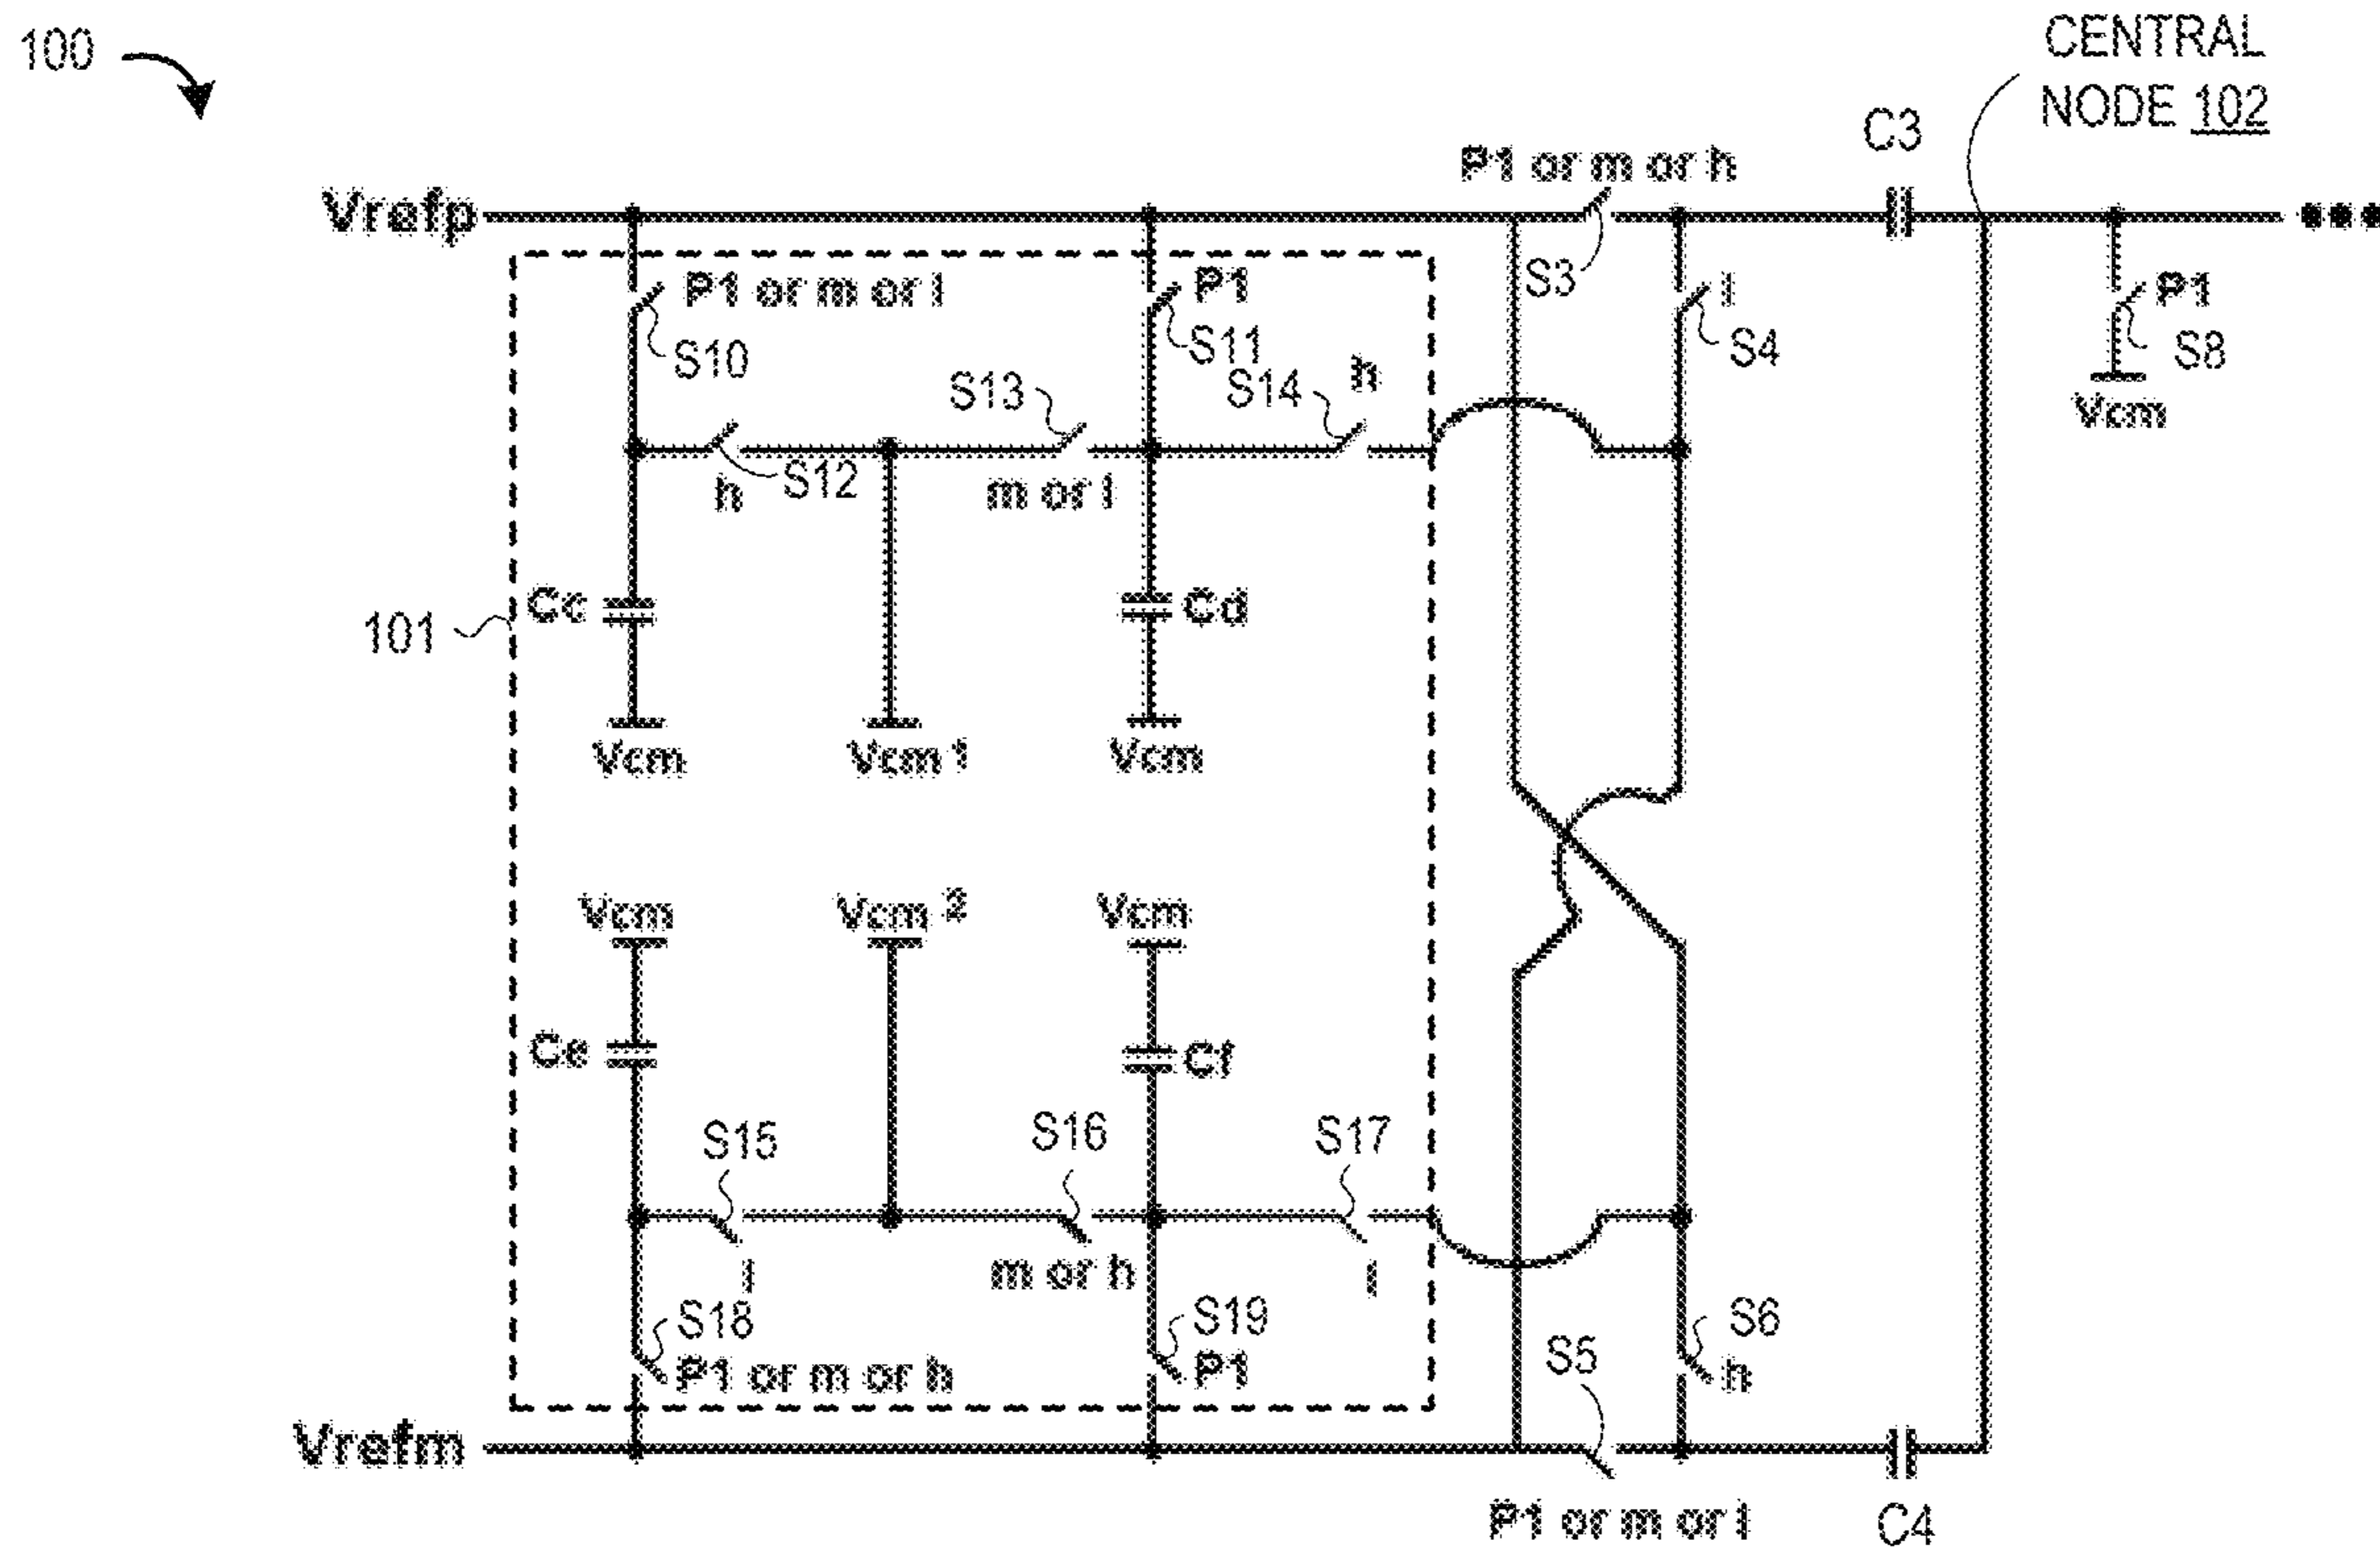 100
CENTRAL
NODE 102
C3
P1 or m or h
Vrefp
S3
P1 or m or l
P1
l
P1
S10
S11
S4
S8
S13
S14
h
Vcm
S12
h
m or l
Cc
Cd
101
Vcm
Vcm 1
Vcm
Vcm
Vcm 2
Vcm
Ce
Cf
S15
S16
S17
l
m or h
l
S18
S19
S6
S5
P1 or m or h
P1
h
Vrefm
P1 or m or l
C4